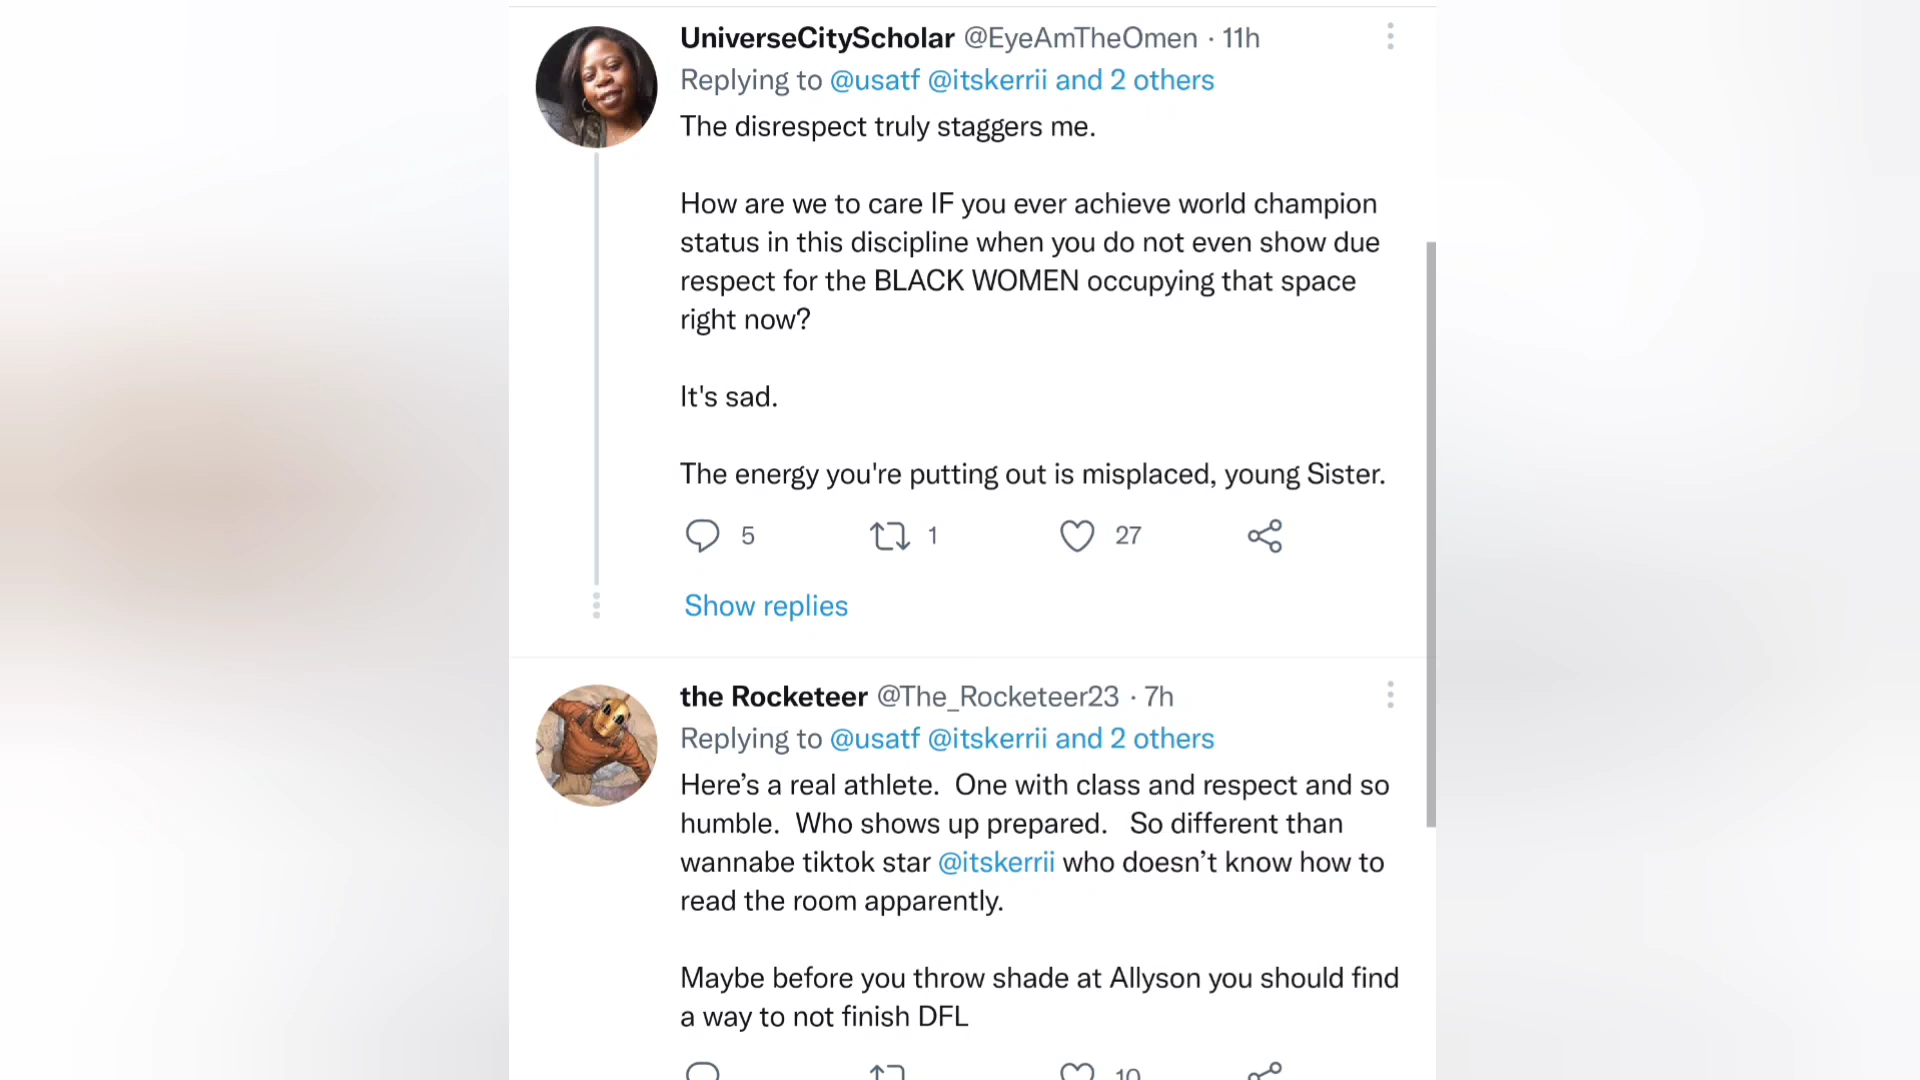 UniverseCityScholar @EyeAmTheOmen · 11h
Replying to @usatf @itskerrii and 2 others
The disrespect truly staggers me.
How are we to care IF you ever achieve world champion
status in this discipline when you do not even show due
respect for the BLACK WOMEN occupying that space
right now?
It's sad.
The energy you're putting out is misplaced, young Sister.
5 1 27
Show replies
the Rocketeer @The_Rocketeer23 · 7h
Replying to @usatf @itskerrii and 2 others
Here’s a real athlete.  One with class and respect and so
humble.  Who shows up prepared.   So different than
wannabe tiktok star @itskerrii who doesn’t know how to
read the room apparently.
Maybe before you throw shade at Allyson you should find
a way to not finish DFL
10